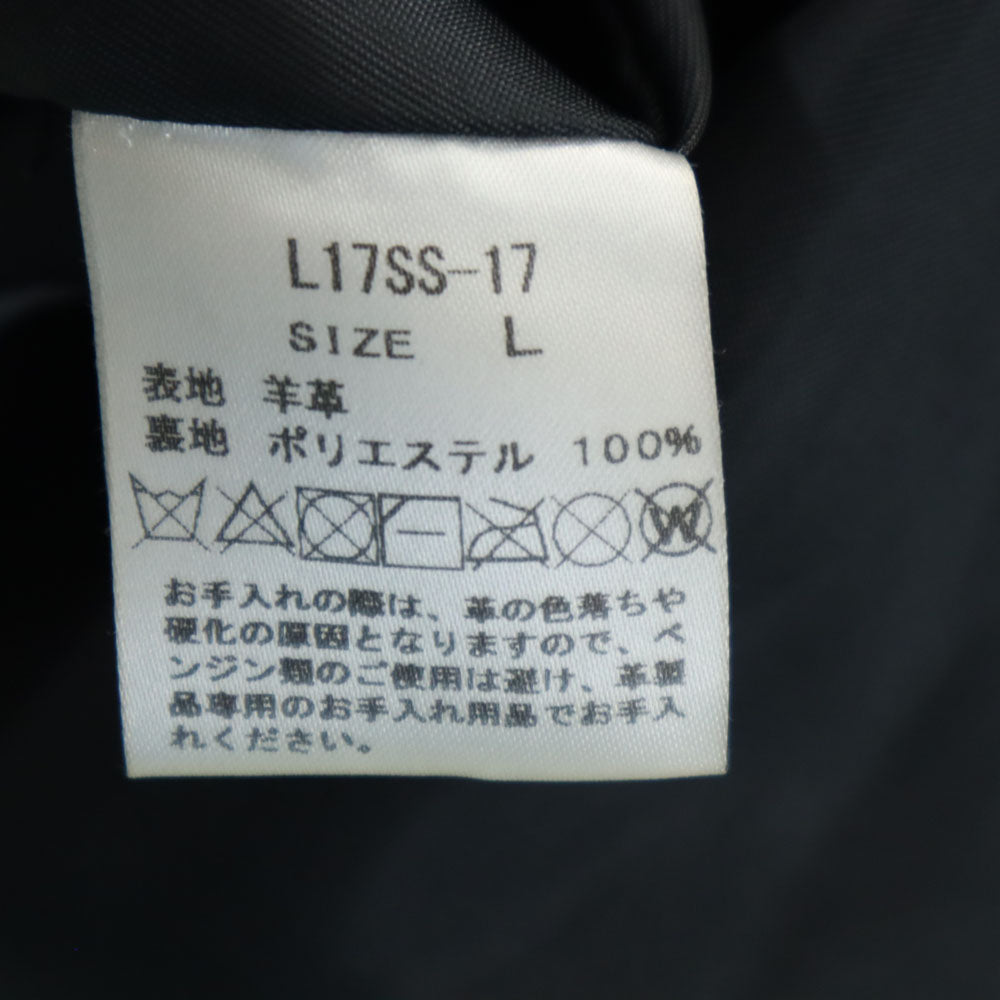 L17SS-17
SIZE L
表地 羊革
裏地 ポリエステル 100%
W
お手入れの際は、革の色落ちや
硬化の原因となりますので、ベ
ンジン類のご使用は避け、革製
品専用のお手入れ用品でお手入
れください。